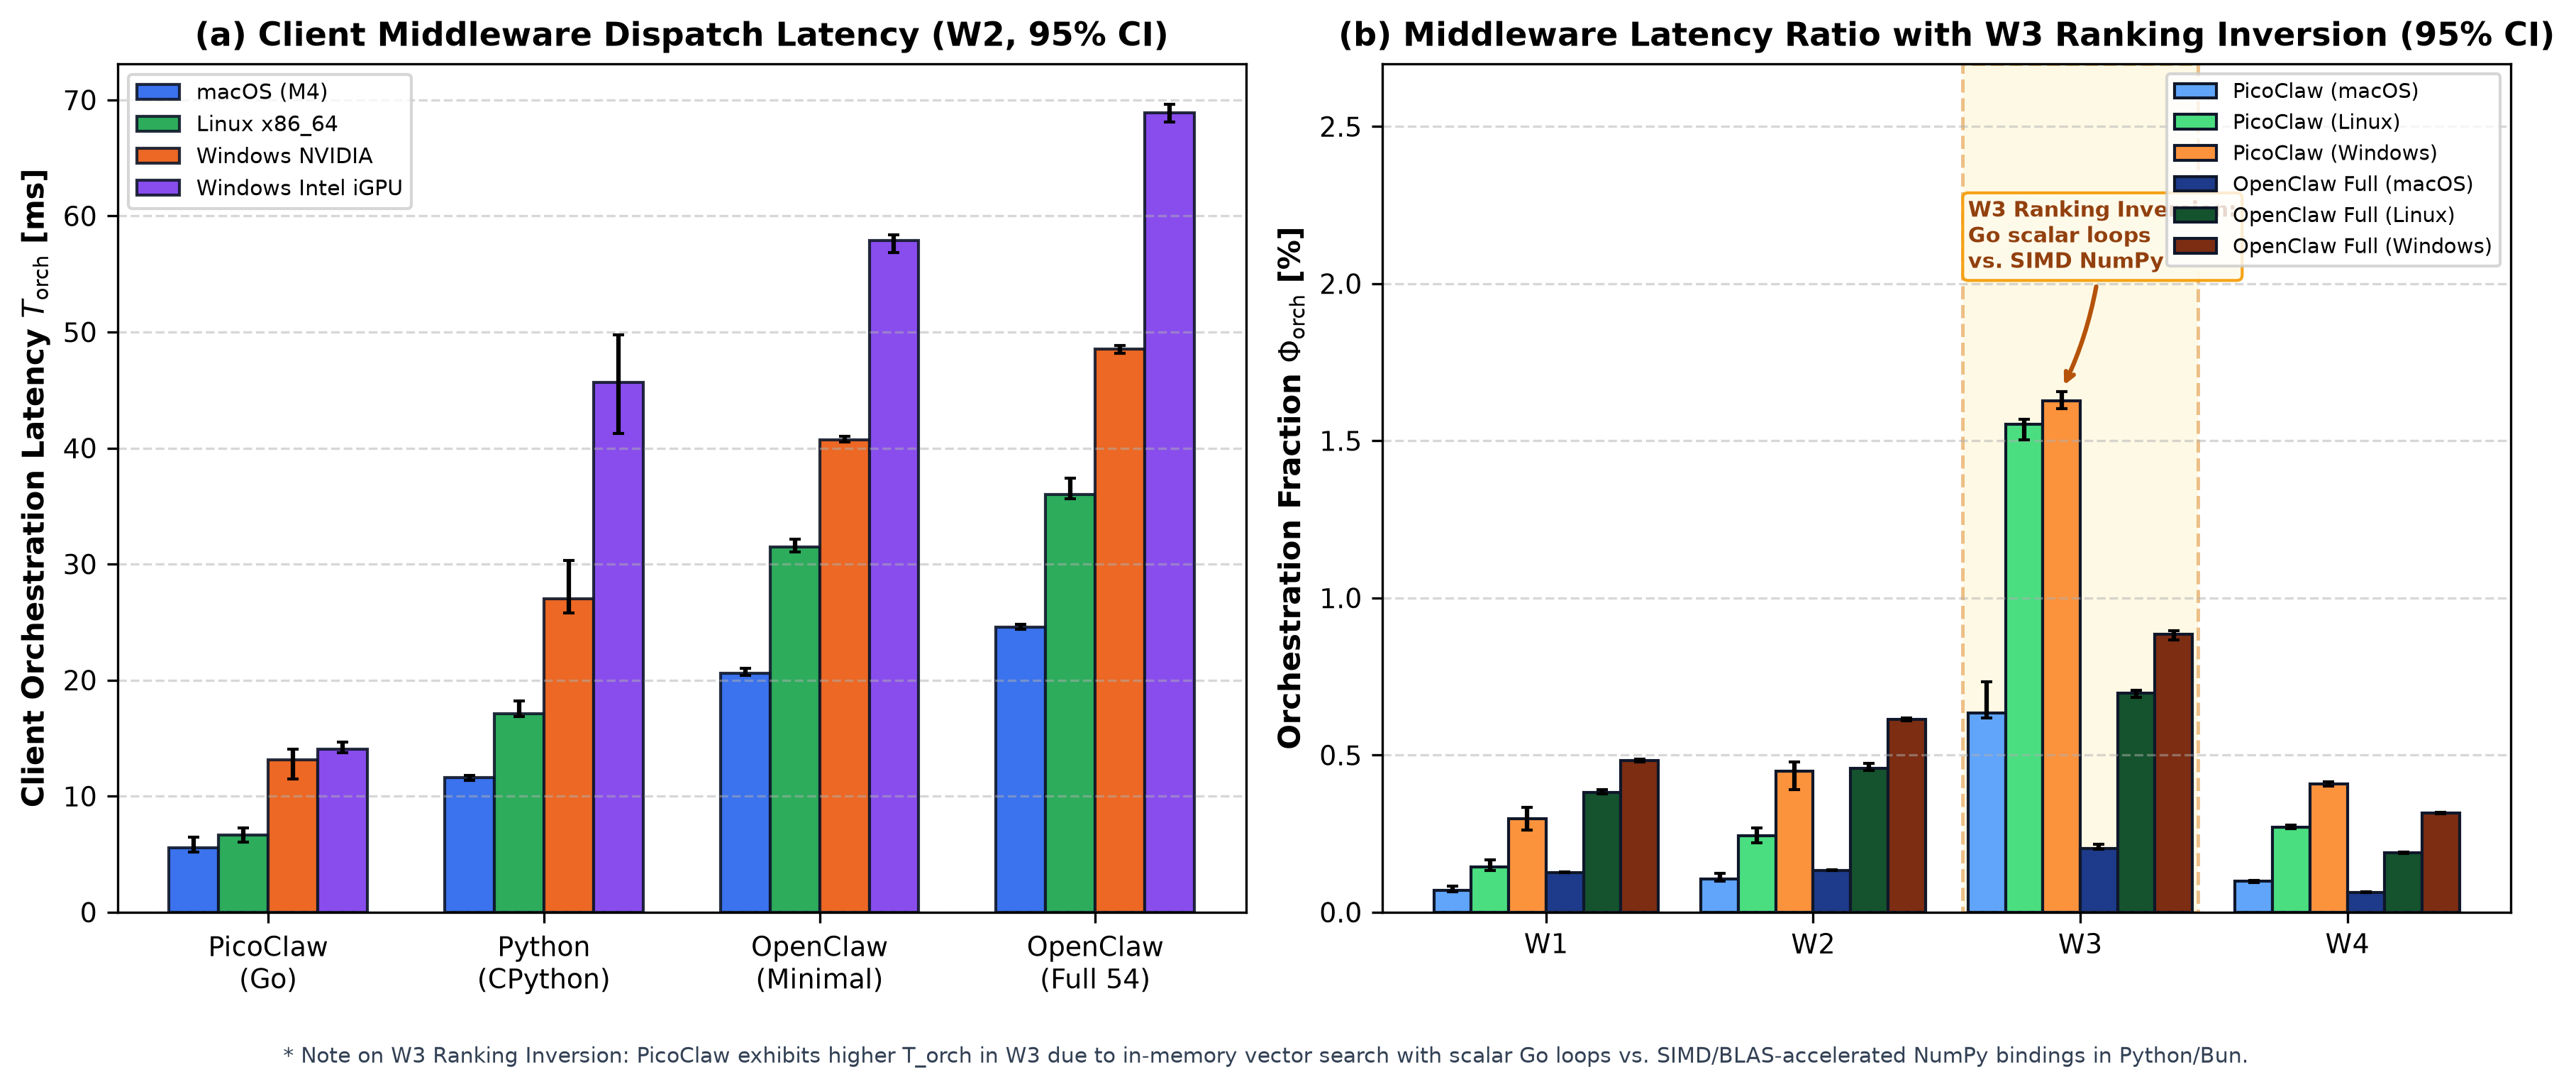 (a) Client Middleware Dispatch Latency (W2, 95% CI)
Client Orchestration Latency T_orch [ms]
70
60
50
40
30
20
10
0
macOS (M4)
Linux x86_64
Windows NVIDIA
Windows Intel iGPU
PicoClaw
(Go)
Python
(CPython)
OpenClaw
(Minimal)
OpenClaw
(Full 54)
(b) Middleware Latency Ratio with W3 Ranking Inversion (95% CI)
Orchestration Fraction Φ_orch [%]
2.5
2.0
1.5
1.0
0.5
0.0
PicoClaw (macOS)
PicoClaw (Linux)
PicoClaw (Windows)
OpenClaw Full (macOS)
OpenClaw Full (Linux)
OpenClaw Full (Windows)
W3 Ranking Inversion:
Go scalar loops
vs. SIMD NumPy
W1
W2
W3
W4
* Note on W3 Ranking Inversion: PicoClaw exhibits higher T_orch in W3 due to in-memory vector search with scalar Go loops vs. SIMD/BLAS-accelerated NumPy bindings in Python/Bun.